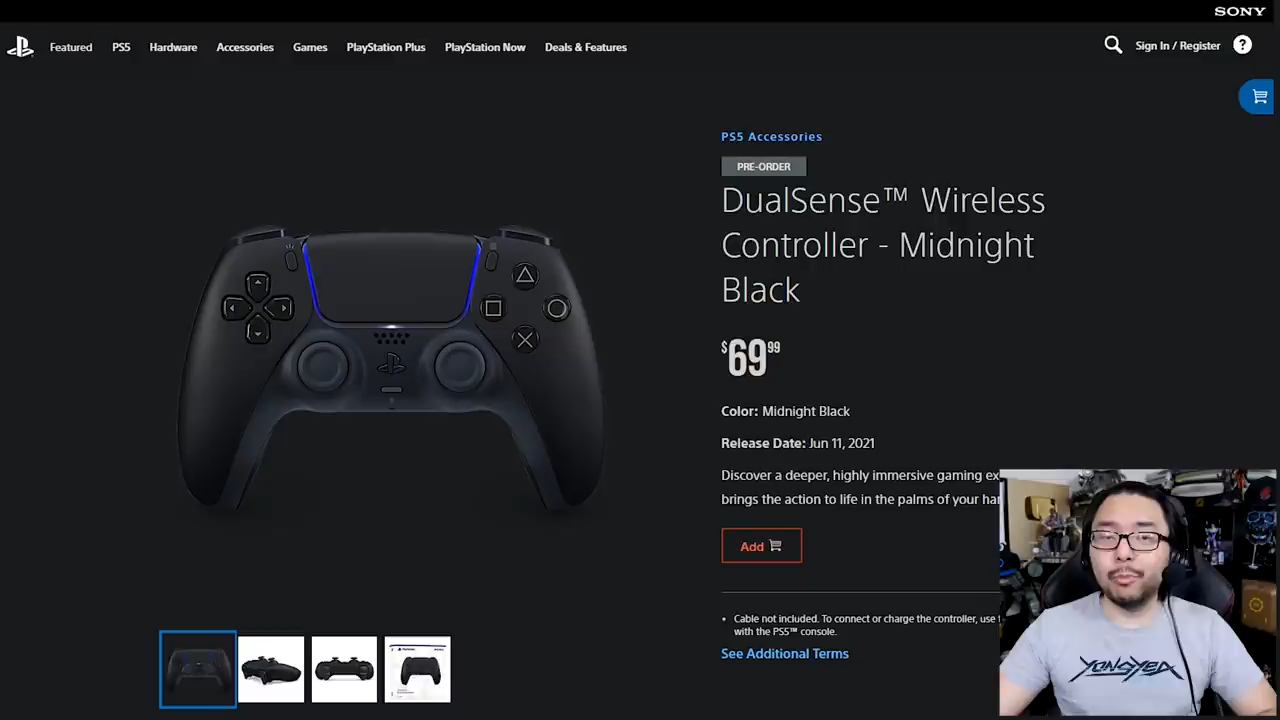 SONY
Featured PS5 Hardware Accessories Games PlayStation Plus PlayStation Now Deals & Features
Sign In / Register ?
PS5 Accessories
PRE-ORDER
DualSense™ Wireless
Controller - Midnight
Black
$69.99
Color: Midnight Black
Release Date: Jun 11, 2021
Discover a deeper, highly immersive gaming ex
brings the action to life in the palms of your ha
Add
• Cable not included. To connect or charge the controller, use
with the PS5™ console.
See Additional Terms
YONGYEA